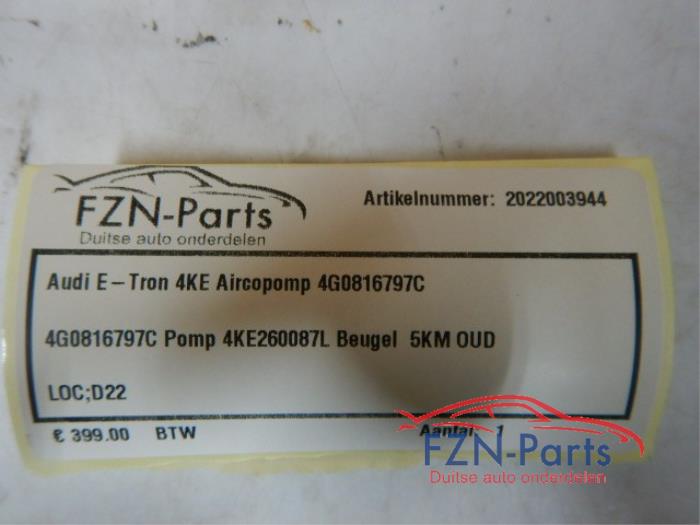 FZN-Parts
Duitse auto onderdelen
Artikelnummer: 2022003944
Audi E-Tron 4KE Aircopomp 4G0816797C
4G0816797C Pomp 4KE260087L Beugel 5KM OUD
LOC;D22
€ 399.00 BTW Aantal 1
FZN-Parts
Duitse auto onderdelen